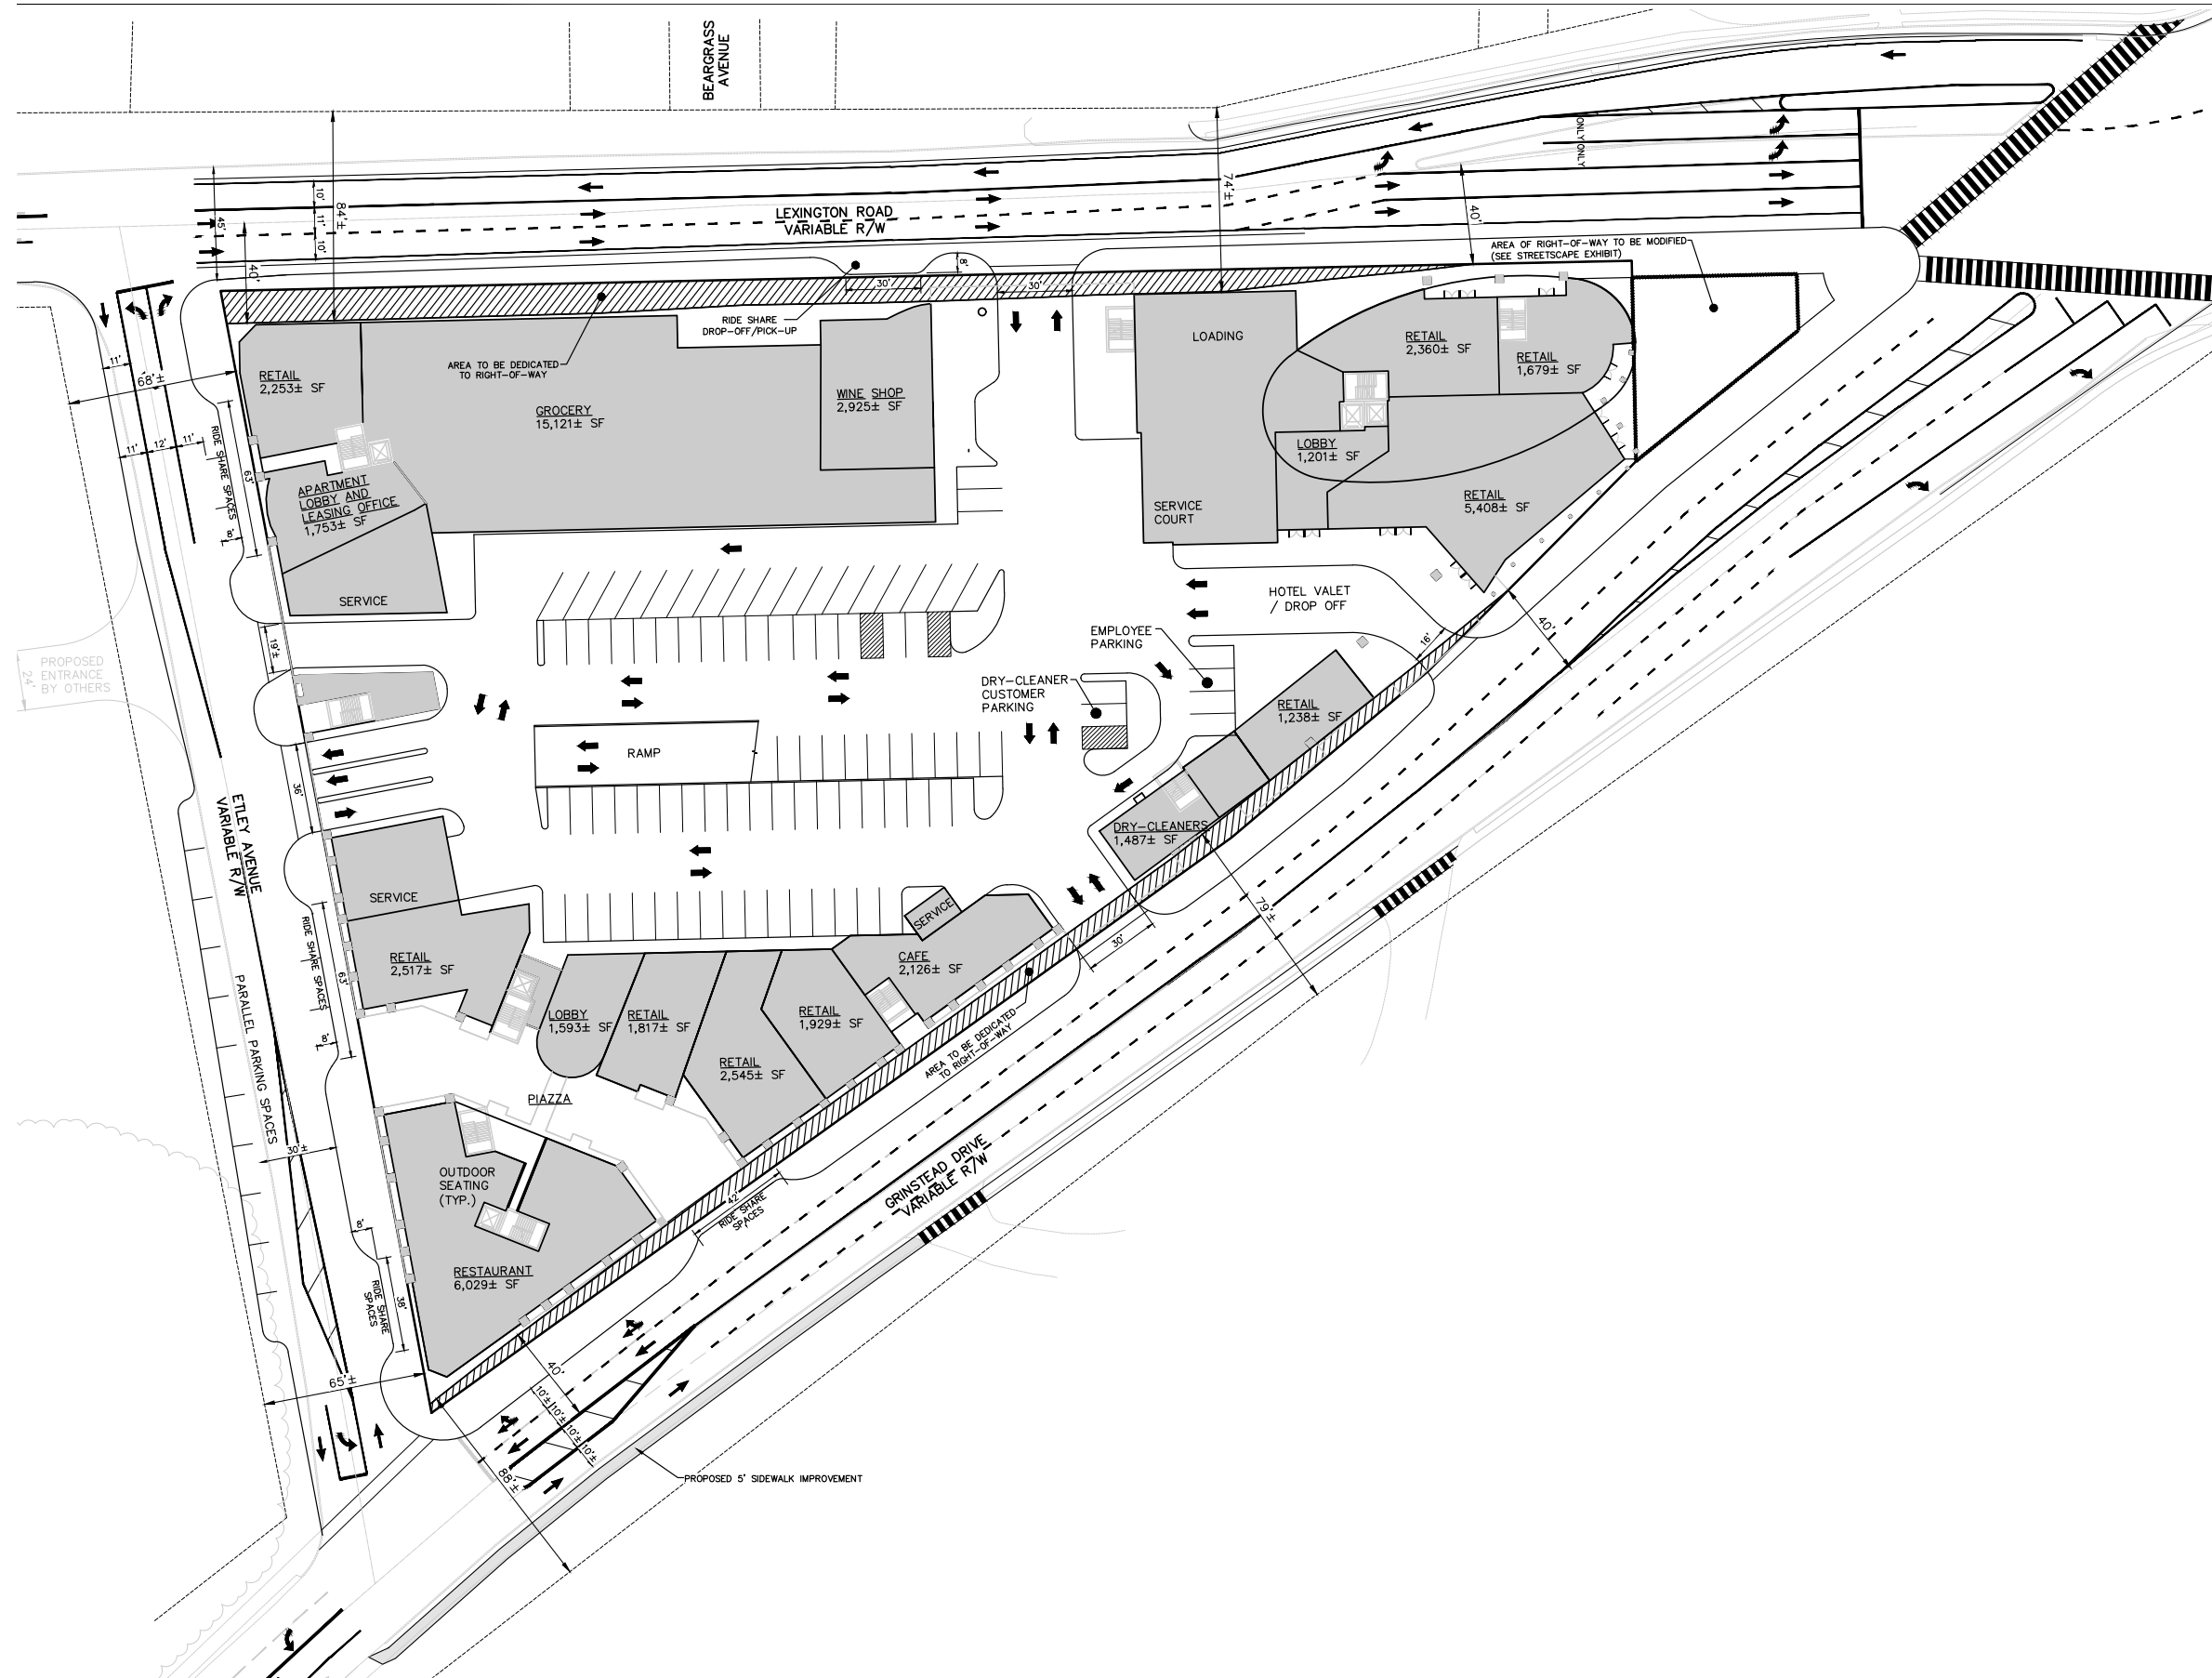 BEARGRASS
AVENUE
ONLY
ONLY
LEXINGTON ROAD
VARIABLE R/W
84'±
74'±
45'
40'
10'
11'
10'
40'
8'
30'
30'
AREA OF RIGHT-OF-WAY TO BE MODIFIED
(SEE STREETSCAPE EXHIBIT)
RIDE SHARE
DROP-OFF/PICK-UP
AREA TO BE DEDICATED
TO RIGHT-OF-WAY
LOADING
RETAIL
2,360± SF
RETAIL
1,679± SF
RETAIL
2,253± SF
GROCERY
15,121± SF
WINE SHOP
2,925± SF
LOBBY
1,201± SF
RETAIL
5,408± SF
SERVICE
COURT
11'
68'±
11'
12'
11'
RIDE SHARE SPACES
63'
8'
APARTMENT
LOBBY AND
LEASING OFFICE
1,753± SF
SERVICE
HOTEL VALET
/ DROP OFF
EMPLOYEE
PARKING
16'
40'
PROPOSED
ENTRANCE
BY OTHERS
24'
19'±
DRY-CLEANER
CUSTOMER
PARKING
RETAIL
1,238± SF
RAMP
36'
ETLEY AVENUE
VARIABLE R/W
DRY-CLEANERS
1,487± SF
SERVICE
79'±
30'
RIDE SHARE SPACES
63'
8'
RETAIL
2,517± SF
SERVICE
CAFE
2,126± SF
LOBBY
1,593± SF
RETAIL
1,817± SF
RETAIL
1,929± SF
RETAIL
2,545± SF
AREA TO BE DEDICATED
TO RIGHT-OF-WAY
PARALLEL PARKING SPACES
30'±
PIAZZA
OUTDOOR
SEATING
(TYP.)
GRINSTEAD DRIVE
VARIABLE R/W
42'
RIDE SHARE
SPACES
8'
RESTAURANT
6,029± SF
RIDE SHARE
SPACES
38'
65'±
40'
10'±
10'±
10'±
10'±
88'±
PROPOSED 5' SIDEWALK IMPROVEMENT